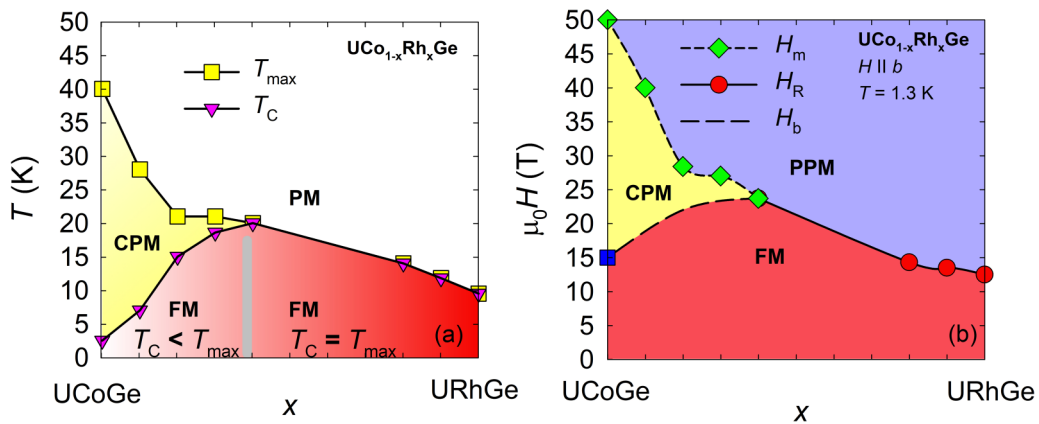 50
45
40
35
30
25
20
15
10
5
0
T (K)
UCo1-xRhxGe
Tmax
TC
PM
CPM
FM
FM
TC < Tmax
TC = Tmax
(a)
UCoGe
x
URhGe
50
45
40
35
30
25
20
15
10
5
0
μ0H (T)
Hm
HR
Hb
UCo1-xRhxGe
H II b
T = 1.3 K
PPM
CPM
FM
(b)
UCoGe
x
URhGe